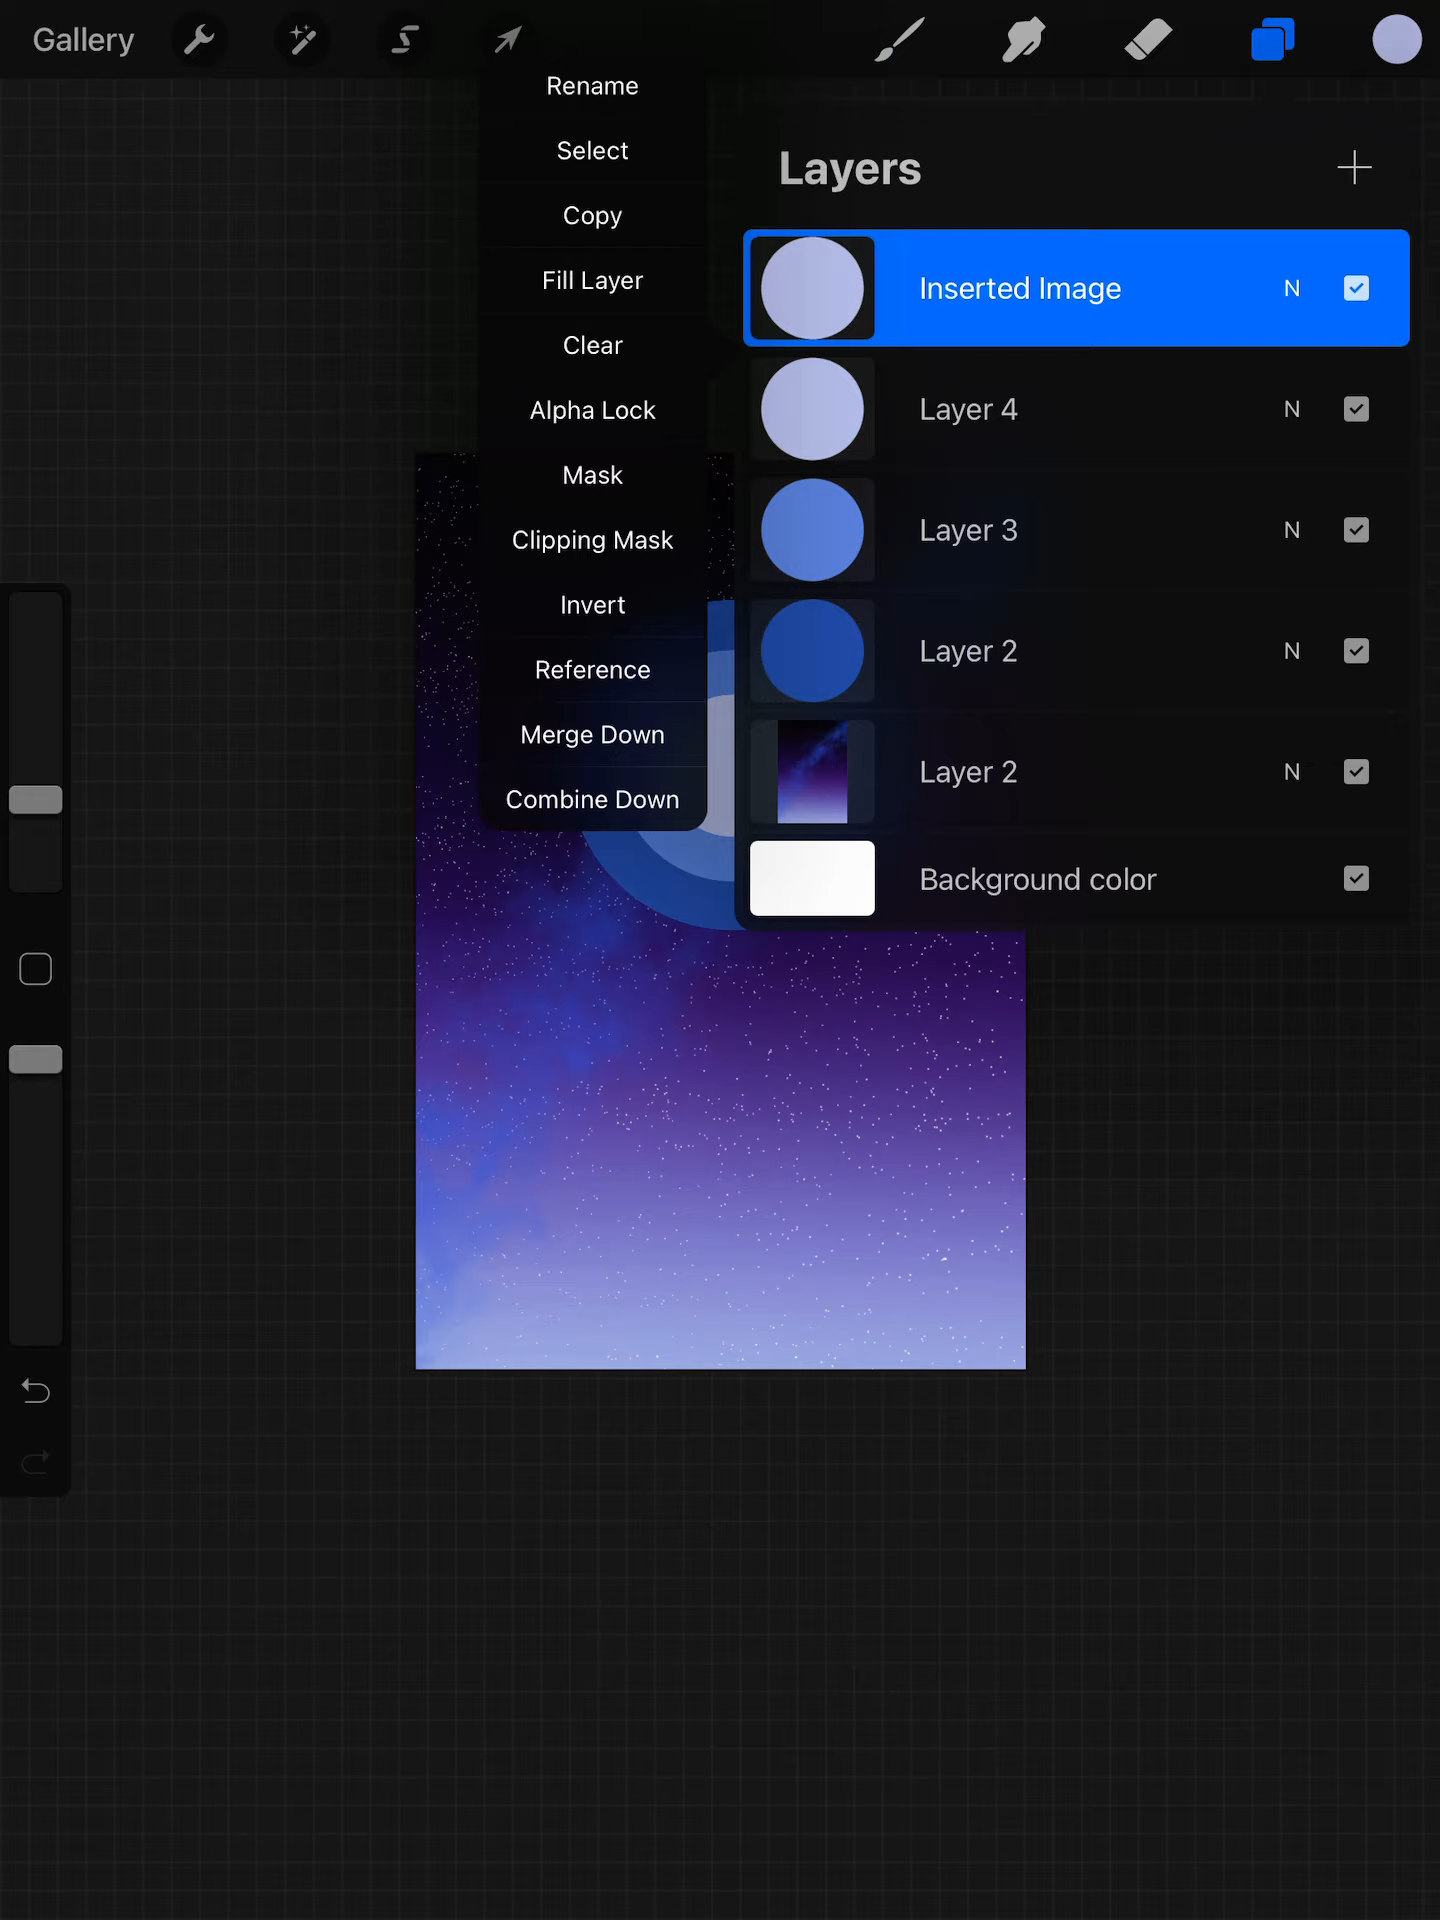 Gallery
Rename
Select
Copy
Fill Layer
Clear
Alpha Lock
Mask
Clipping Mask
Invert
Reference
Merge Down
Combine Down
Layers
Inserted Image N
Layer 4 N
Layer 3 N
Layer 2 N
Layer 2 N
Background color